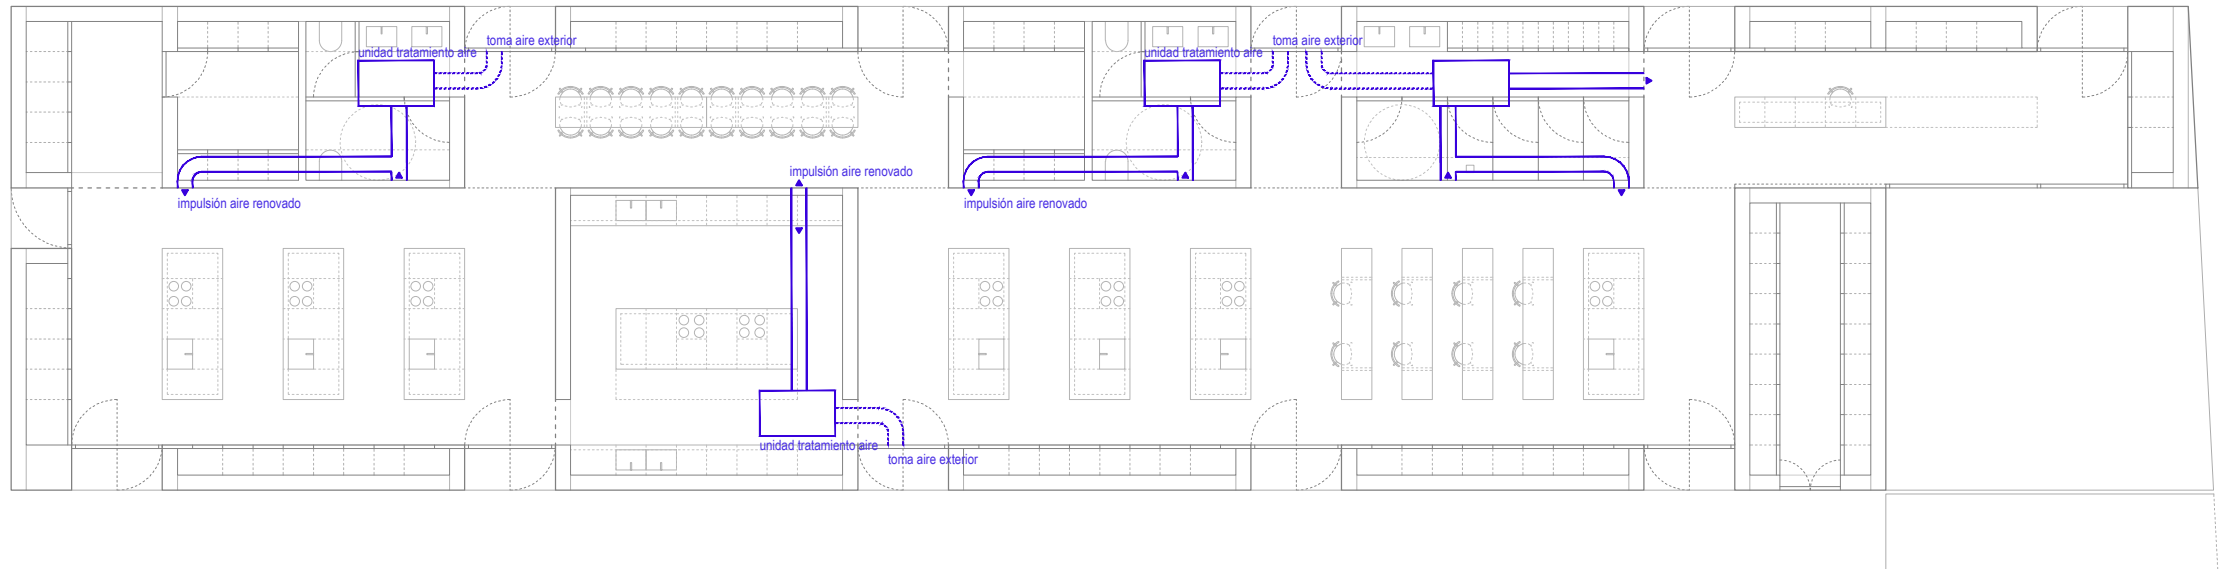 toma aire exterior
unidad tratamiento aire
toma aire exterior
unidad tratamiento aire
impulsión aire renovado
impulsión aire renovado
impulsión aire renovado
unidad tratamiento aire
toma aire exterior